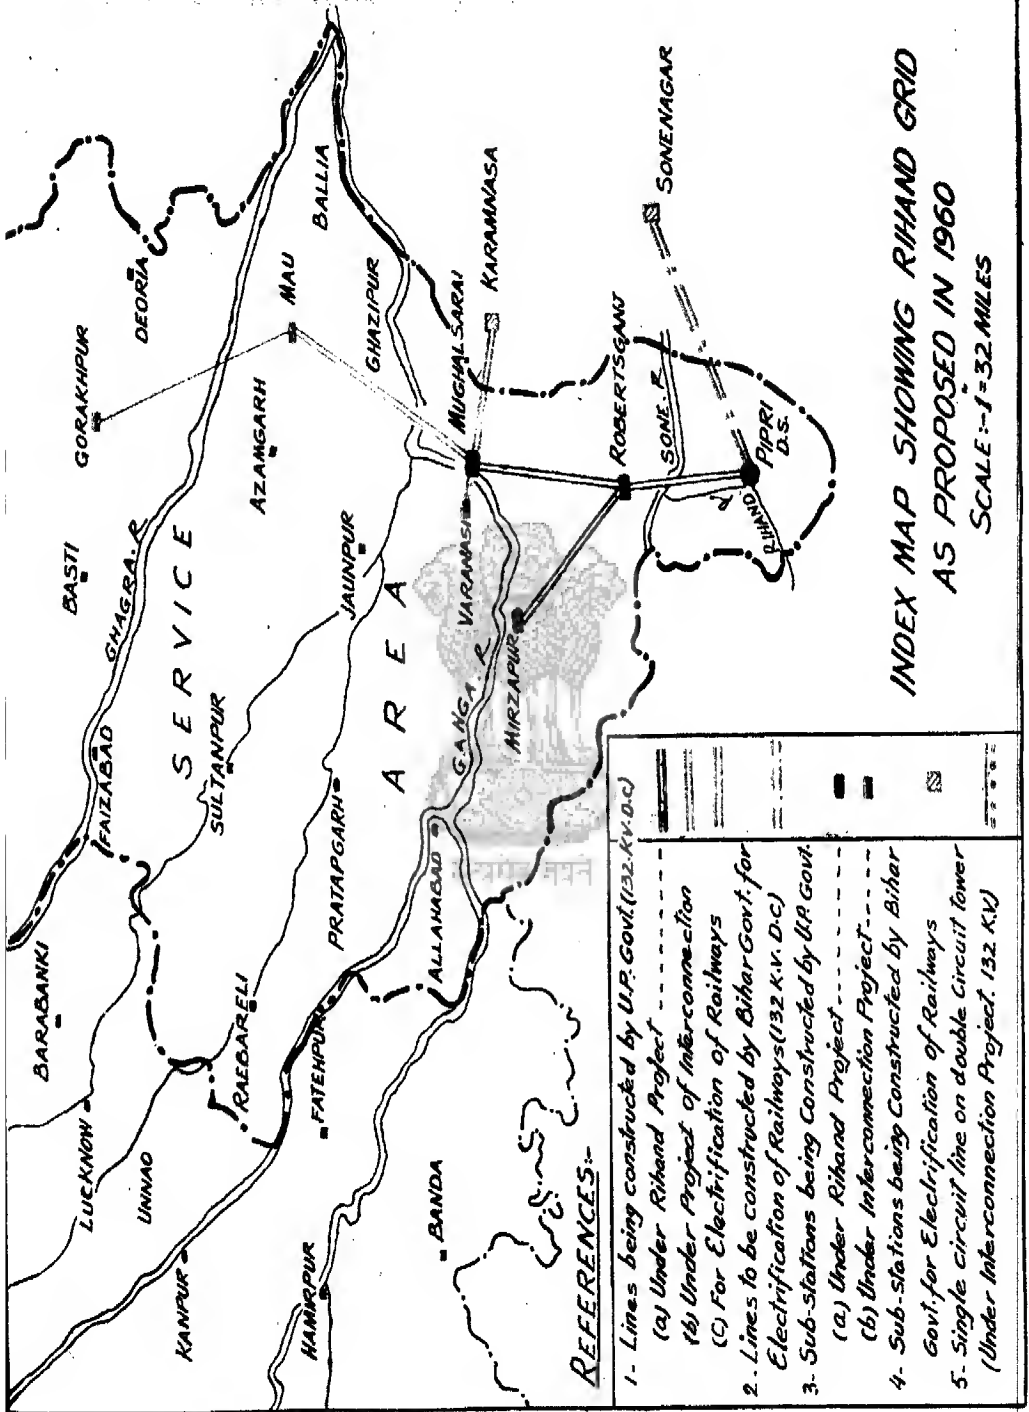 GORAKHPUR
DEORIA
BASTI
MAU
BALLIA
AZAMGARH
GHAZIPUR
GHAGRA. R
FAIZABAD
SERVICE
AREA
BARABANKI
SULTANPUR
JAUNPUR
LUCKNOW
UNNAO
RAEBARELI
PRATAPGARH
VARANASI
MUGHALSARAI
KARAMNASA
SONENAGAR
GANGA. R
MIRZAPUR
ROBERTSGANJ
SONE. R
RIHAND R.
PIPRI
D.S.
KANPUR
FATEHPUR
ALLAHABAD
HAMIRPUR
BANDA
सत्यमेव जयते
REFERENCES:-
1- Lines being constructed by U.P. Govt.(132.KV.D.C)
(a) Under Rihand Project
(b) Under Project of Interconnection
(C) For Electrification of Railways
2- Lines to be constructed by Bihar Govt. for
Electrification of Railways (132 K.V. D.C)
3- Sub-stations being Constructed by U.P. Govt.
(a) Under Rihand Project
(b) Under Interconnection Project
4- Sub-stations being Constructed by Bihar
Govt. for Electrification of Railways
5- Single circuit line on double Circuit tower
(Under Interconnection Project. 132 KV)
INDEX MAP SHOWING RIHAND GRID
AS PROPOSED IN 1960
SCALE:-1"=32 MILES